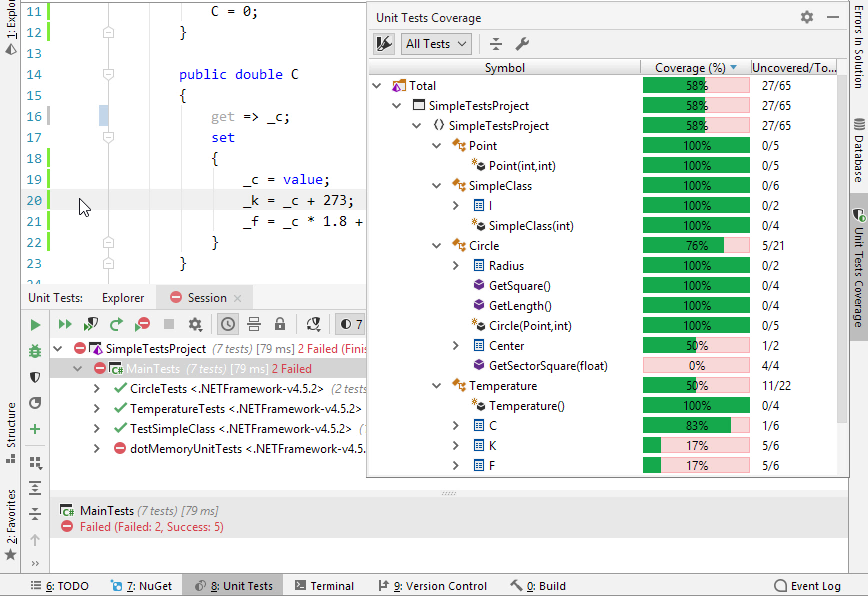 1: Explor
11 C = 0;
12 }
13
14 public double C
15 {
16 get => _c;
17 set
18 {
19 _c = value;
20 _k = _c + 273;
21 _f = _c * 1.8 +
22 }
23 }
24
Unit Tests Coverage
All Tests
Symbol Coverage (%) Uncovered/To...
Total 58% 27/65
SimpleTestsProject 58% 27/65
SimpleTestsProject 58% 27/65
Point 100% 0/5
Point(int,int) 100% 0/5
SimpleClass 100% 0/6
I 100% 0/2
SimpleClass(int) 100% 0/4
Circle 76% 5/21
Radius 100% 0/2
GetSquare() 100% 0/4
GetLength() 100% 0/4
Circle(Point,int) 100% 0/5
Center 50% 1/2
GetSectorSquare(float) 0% 4/4
Temperature 50% 11/22
Temperature() 100% 0/4
C 83% 1/6
K 17% 5/6
F 17% 5/6
Errors In Solution
Database
Unit Tests Coverage
Unit Tests: Explorer Session
7
SimpleTestsProject (7 tests) [79 ms] 2 Failed (Finis
MainTests (7 tests) [79 ms] 2 Failed
CircleTests <.NETFramework-v4.5.2> (2 tests
TemperatureTests <.NETFramework-v4.5.2>
TestSimpleClass <.NETFramework-v4.5.2> (
dotMemoryUnitTests <.NETFramework-v4.5.
Structure
2: Favorites
MainTests (7 tests) [79 ms]
Failed (Failed: 2, Success: 5)
6: TODO 7: NuGet 8: Unit Tests Terminal 9: Version Control 0: Build Event Log